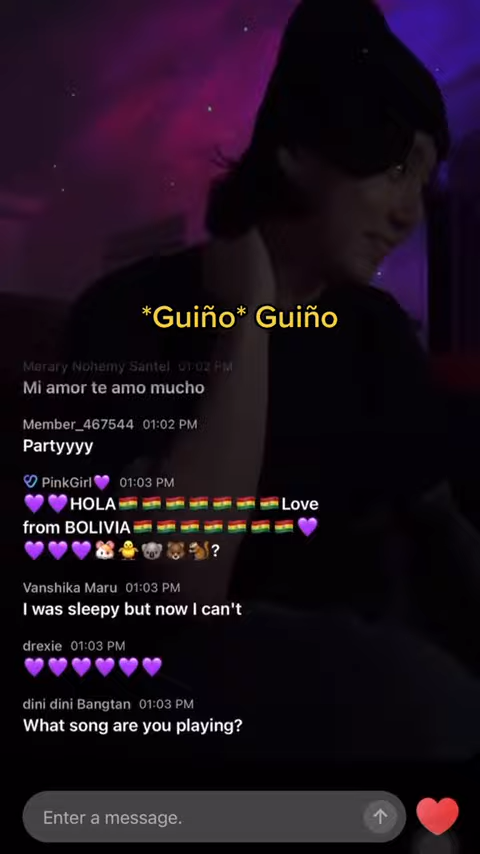 *Guiño* Guiño
Merary Nohemy Santel 01:02 PM
Mi amor te amo mucho
Member_467544 01:02 PM
Partyyyy
PinkGirl💜 01:03 PM
💜💜HOLA🇧🇴🇧🇴🇧🇴🇧🇴🇧🇴🇧🇴🇧🇴Love
from BOLIVIA🇧🇴🇧🇴🇧🇴🇧🇴🇧🇴🇧🇴🇧🇴💜
💜💜💜🐹🐥🐨🐻🐿️?
Vanshika Maru 01:03 PM
I was sleepy but now I can't
drexie 01:03 PM
💜💜💜💜💜💜
dini dini Bangtan 01:03 PM
What song are you playing?
Enter a message.